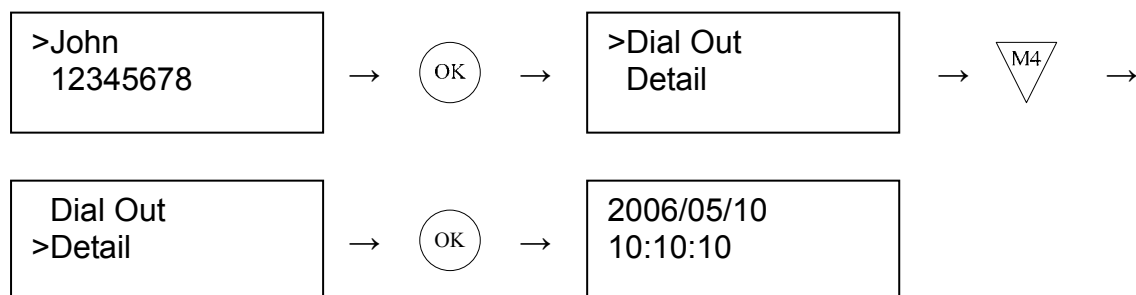 >John
12345678
→ OK →
>Dial Out
Detail
→ M4 →
Dial Out
>Detail
→ OK →
2006/05/10
10:10:10